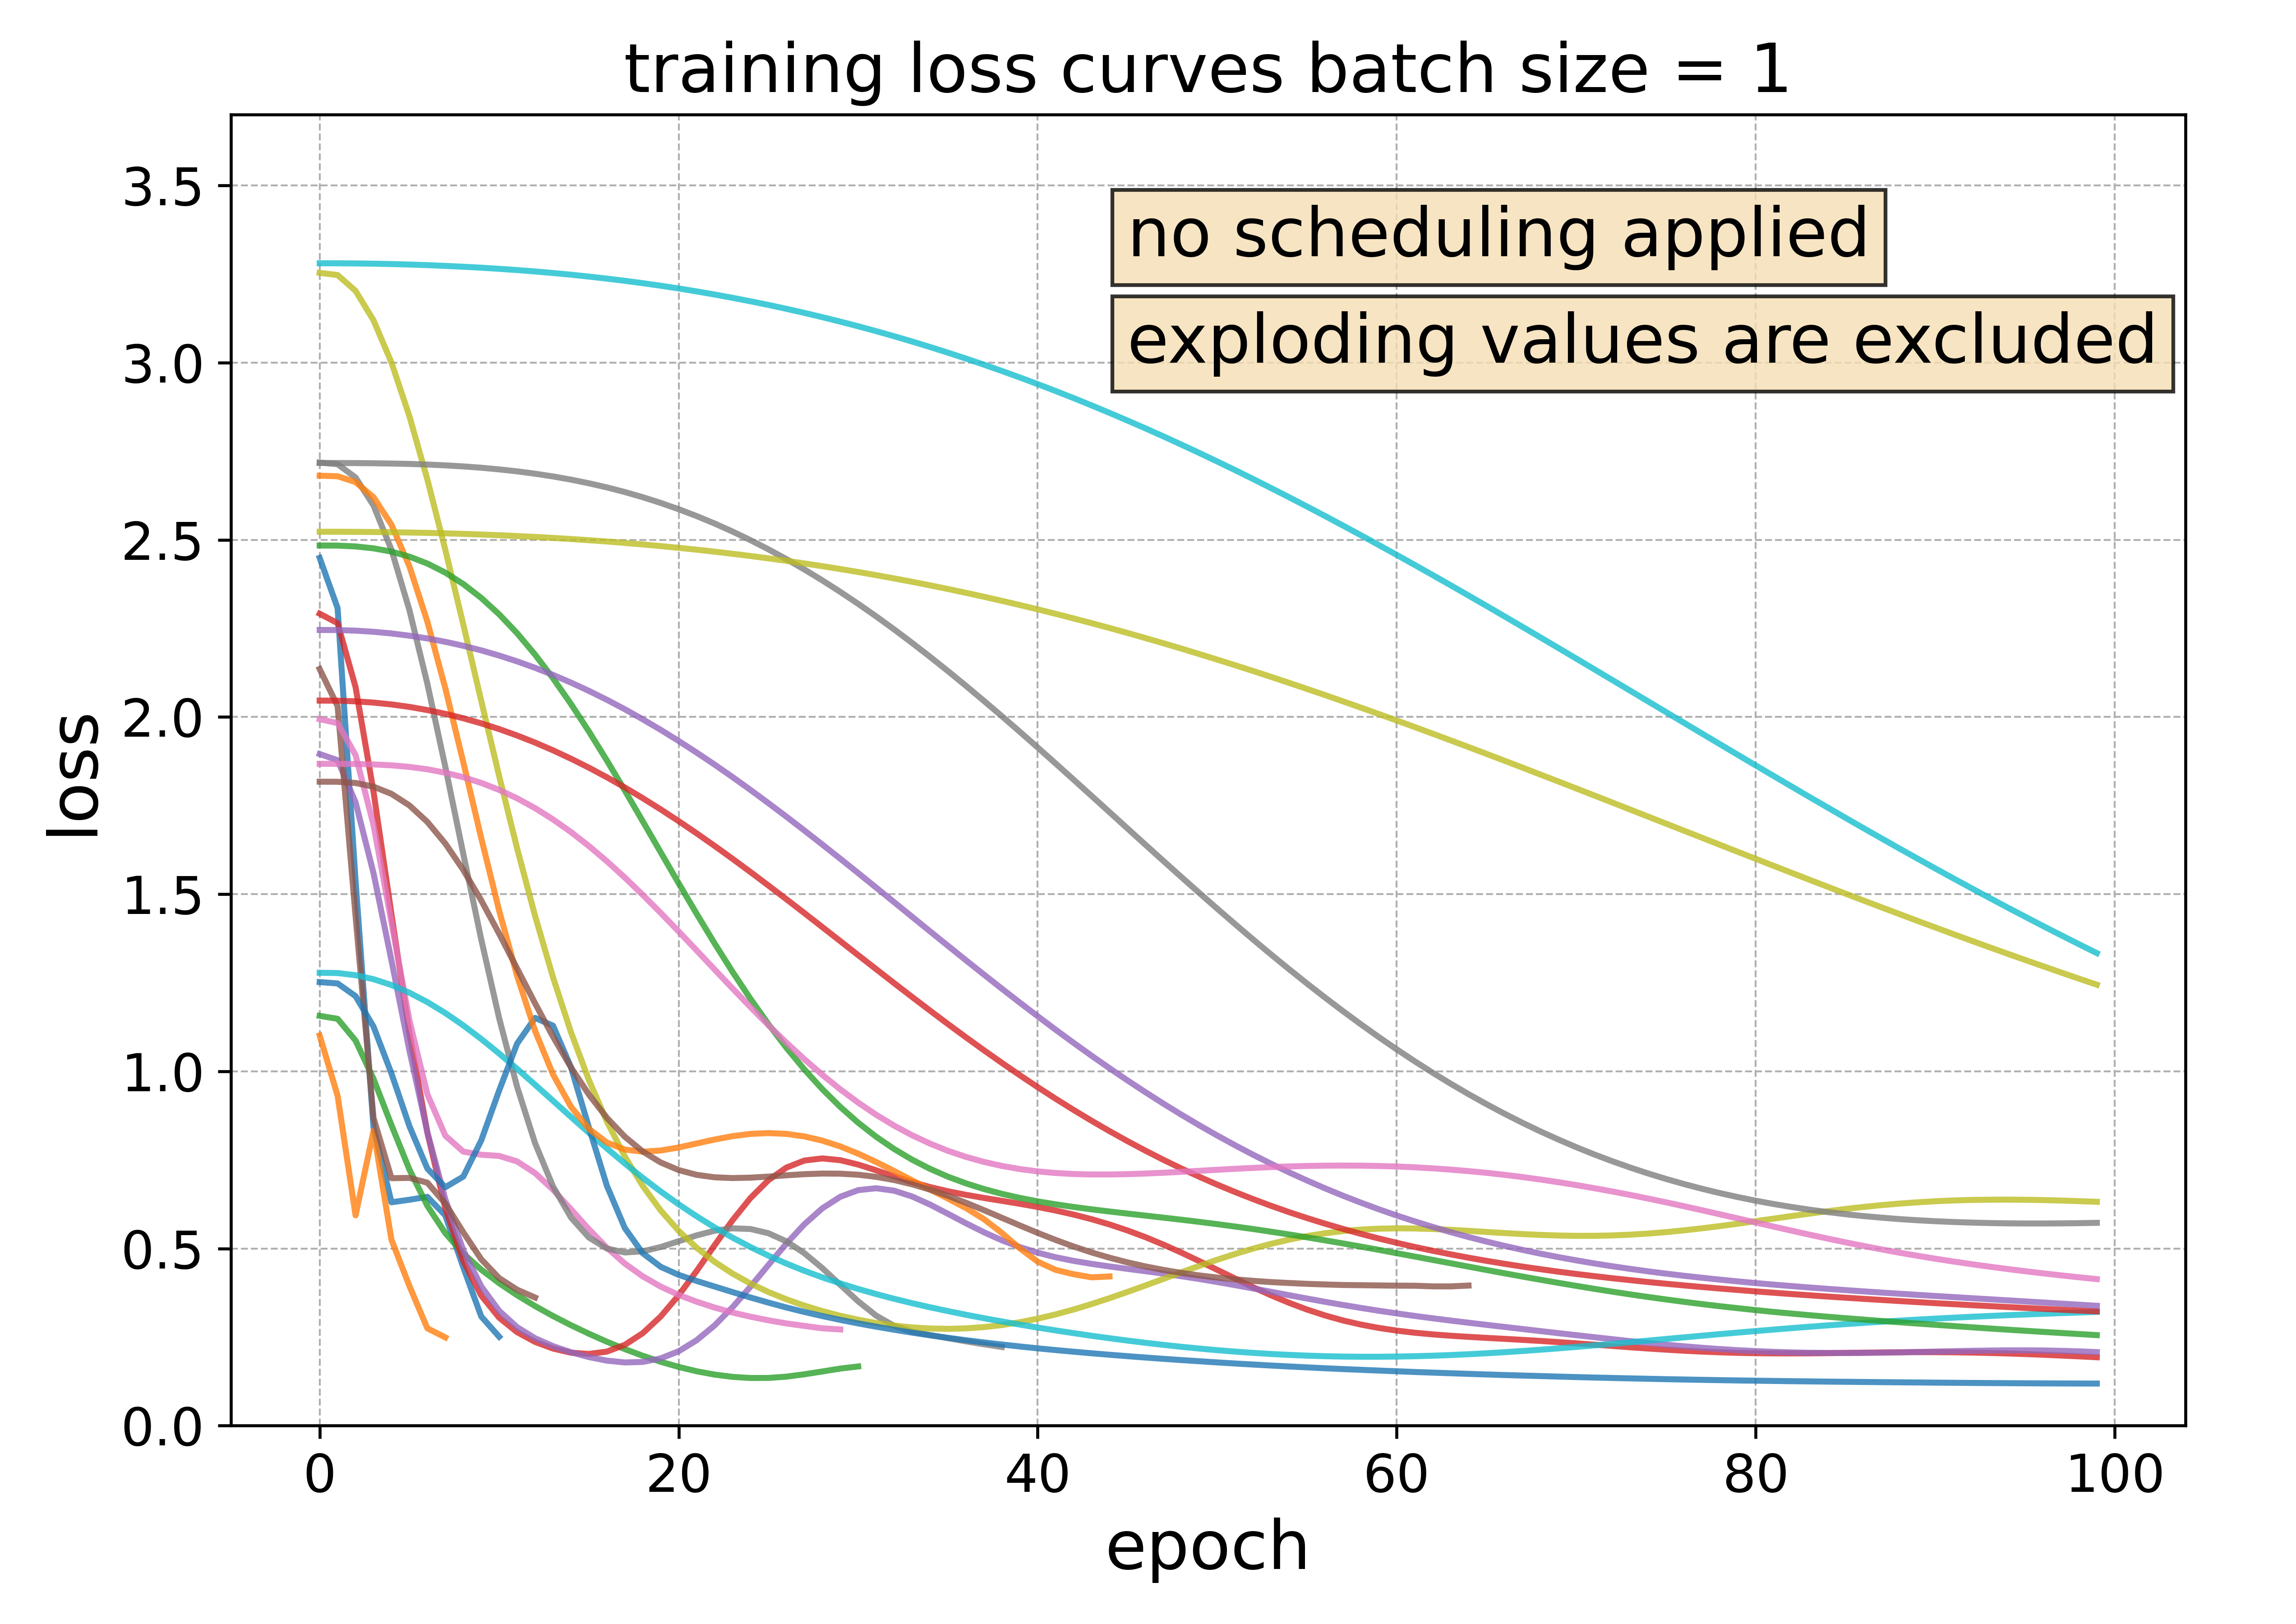 training loss curves batch size = 1
no scheduling applied
exploding values are excluded
3.5
3.0
2.5
2.0
1.5
1.0
0.5
0.0
loss
0 20 40 60 80 100
epoch